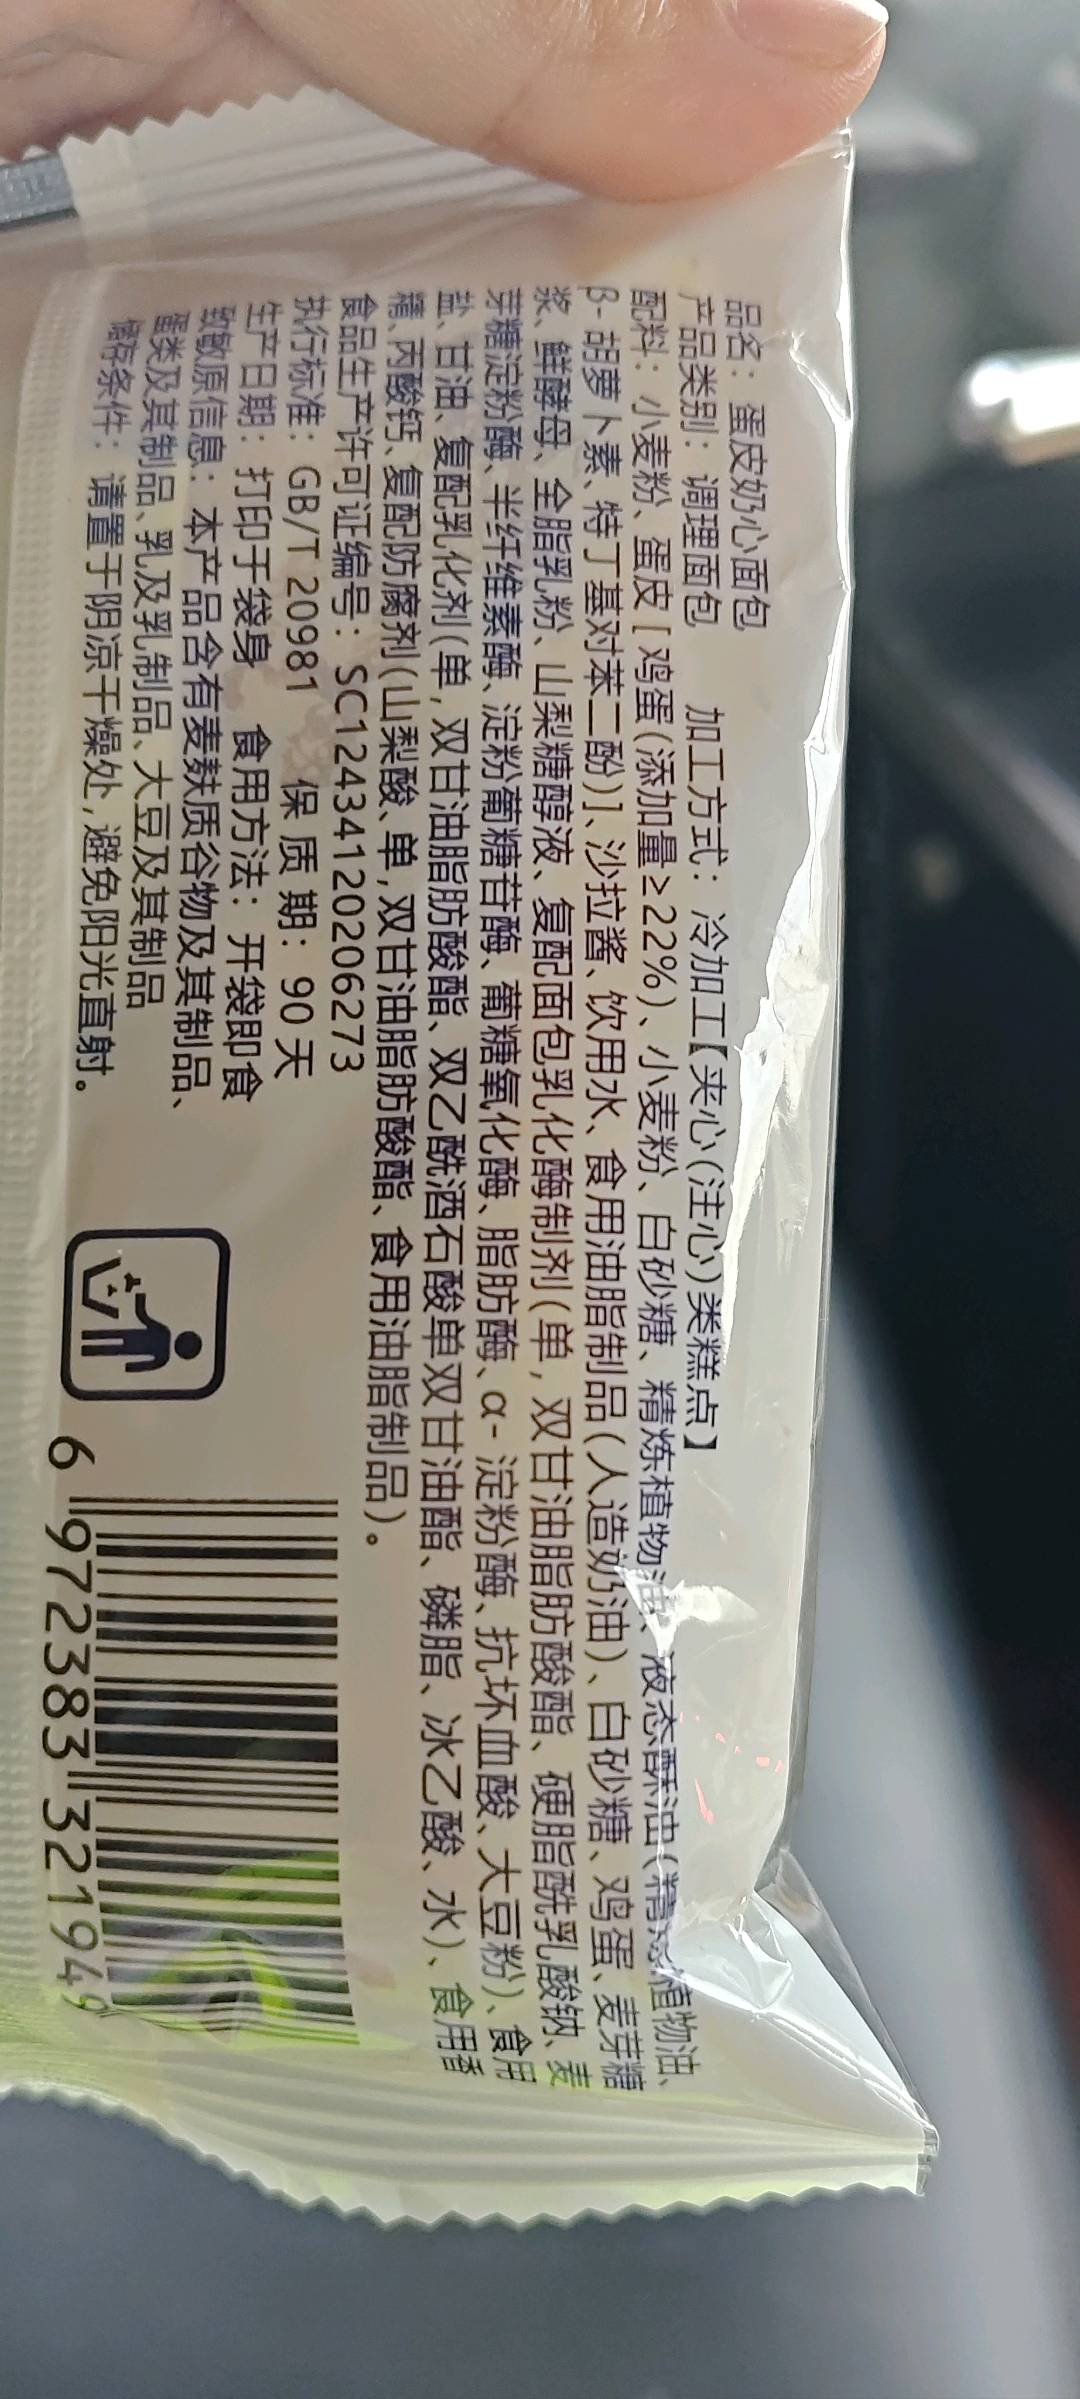 品名：蛋皮奶心面包
产品类别：调理面包 加工方式：冷加工【夹心(注心)类糕点】
配料：小麦粉、蛋皮[鸡蛋(添加量≥22%)、小麦粉、白砂糖、精炼植物油、液态酥油(精炼植物油、
β-胡萝卜素、特丁基对苯二酚)]、沙拉酱、饮用水、食用油脂制品(人造奶油)、白砂糖、鸡蛋、麦芽糖
浆、鲜酵母、全脂乳粉、山梨糖醇液、复配面包乳化酶制剂(单,双甘油脂肪酸酯、硬脂酰乳酸钠、麦
芽糖淀粉酶、半纤维素酶、淀粉葡糖苷酶、葡糖氧化酶、脂肪酶、α-淀粉酶、抗坏血酸、大豆粉)、食用
盐、甘油、复配乳化剂(单,双甘油脂肪酸酯、双乙酰酒石酸单双甘油酯、磷脂、冰乙酸、水)、食用香
精、丙酸钙、复配防腐剂(山梨酸、单,双甘油脂肪酸酯、食用油脂制品)。
食品生产许可证编号：SC12434120206273
执行标准：GB/T 20981 保 质 期：90天
生产日期：打印于袋身 食用方法：开袋即食
致敏原信息：本产品含有麦麸质谷物及其制品、
蛋类及其制品、乳及乳制品、大豆及其制品
储存条件：请置于阴凉干燥处,避免阳光直射。
6 972383 321949